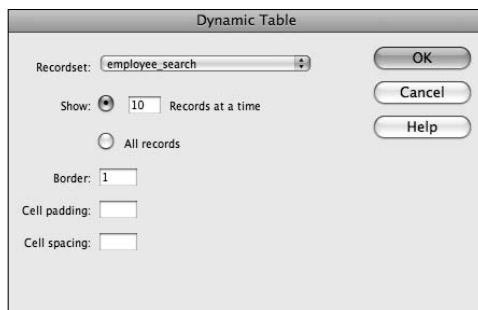 Dynamic Table
Recordset: employee_search
OK
Show: 10 Records at a time
Cancel
All records
Help
Border: 1
Cell padding:
Cell spacing: